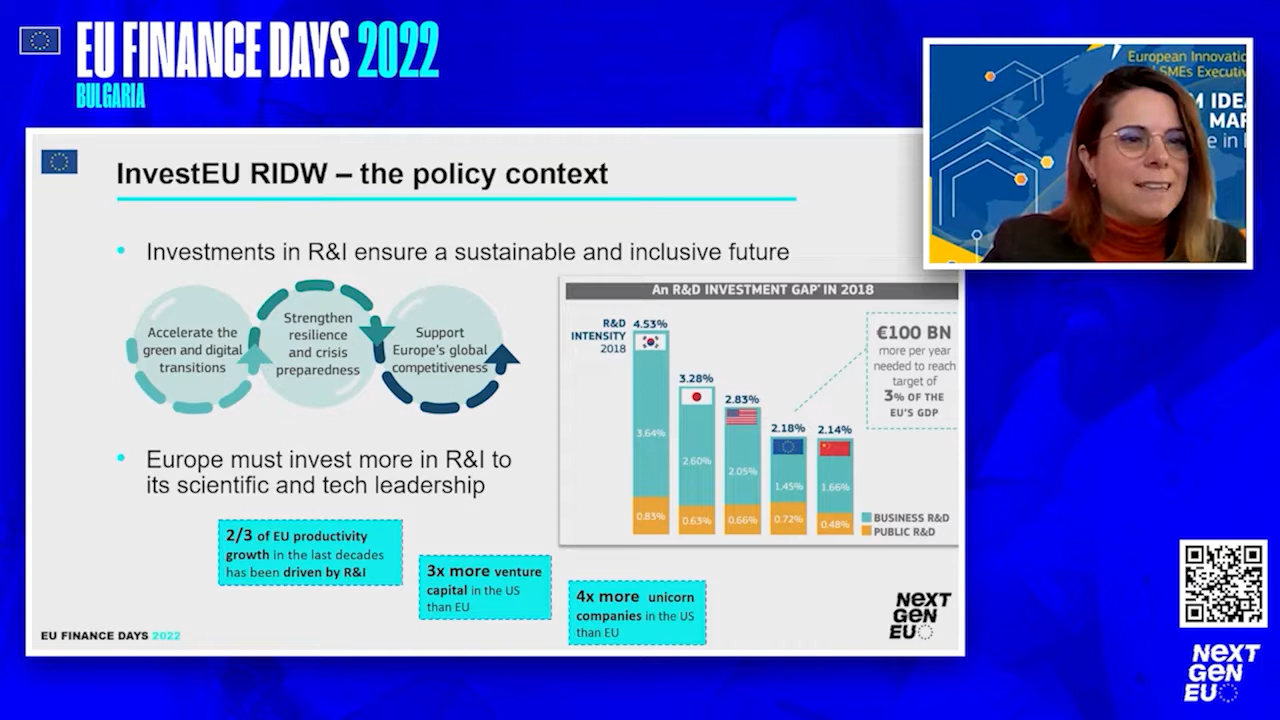 EU FINANCE DAYS 2022
BULGARIA
European Innovatio
SMEs Executiv
M IDEA
MAR
e in
InvestEU RIDW – the policy context
• Investments in R&I ensure a sustainable and inclusive future
Accelerate the
green and digital
transitions
Strengthen
resilience
and crisis
preparedness
Support
Europe's global
competitiveness
An R&D INVESTMENT GAP* IN 2018
R&D
INTENSITY
2018
4.53%
3.28%
2.83%
2.18%
2.14%
3.64%
2.60%
2.05%
1.45%
1.66%
0.83%
0.63%
0.66%
0.72%
0.48%
€100 BN
more per year
needed to reach
target of
3% OF THE
EU'S GDP
BUSINESS R&D
PUBLIC R&D
• Europe must invest more in R&I to
its scientific and tech leadership
2/3 of EU productivity
growth in the last decades
has been driven by R&I
3x more venture
capital in the US
than EU
4x more unicorn
companies in the US
than EU
EU FINANCE DAYS 2022
NEXT
GEN
EU
NEXT
GEN
EU